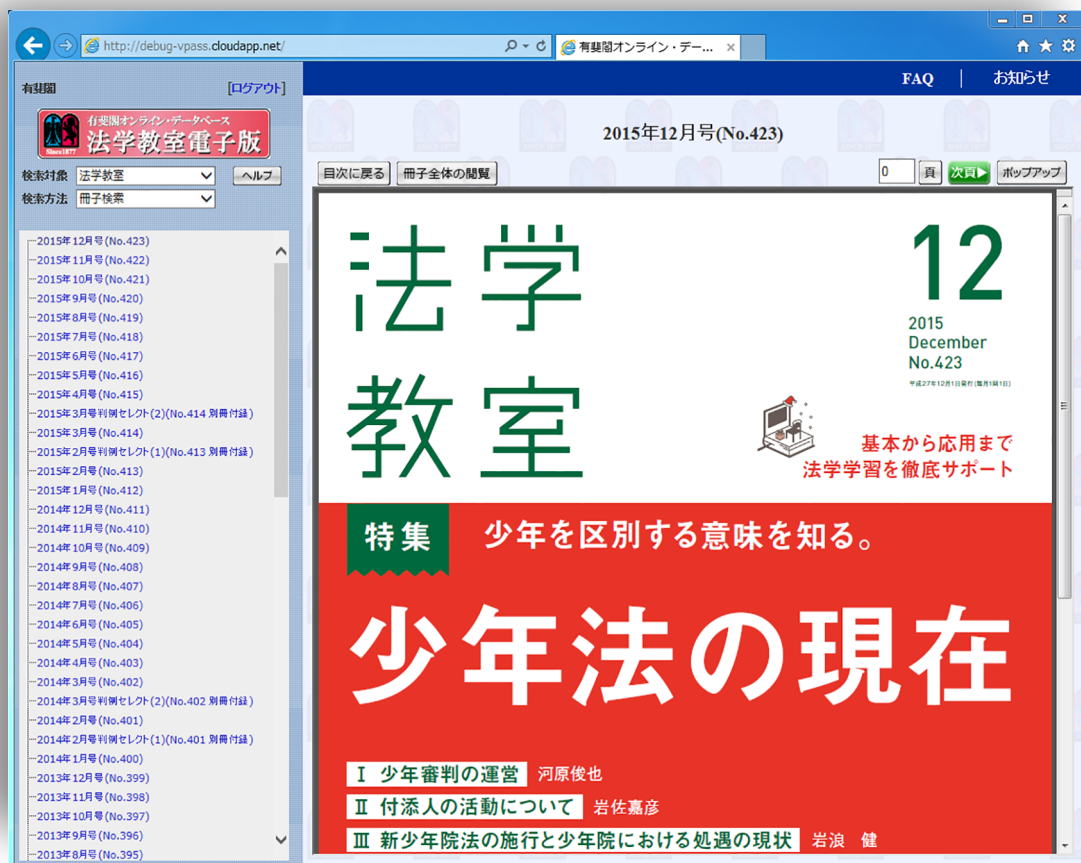 http://debug-vpass.cloudapp.net/
有斐閣オンライン・デー...
有斐閣
[ログアウト]
有斐閣オンライン・データベース
法学教室電子版
Since1877
検索対象 法学教室
ヘルプ
検索方法 冊子検索
2015年12月号(No.423)
2015年11月号(No.422)
2015年10月号(No.421)
2015年9月号(No.420)
2015年8月号(No.419)
2015年7月号(No.418)
2015年6月号(No.417)
2015年5月号(No.416)
2015年4月号(No.415)
2015年3月号判例セレクト(2)(No.414 別冊付録)
2015年3月号(No.414)
2015年2月号判例セレクト(1)(No.413 別冊付録)
2015年2月号(No.413)
2015年1月号(No.412)
2014年12月号(No.411)
2014年11月号(No.410)
2014年10月号(No.409)
2014年9月号(No.408)
2014年8月号(No.407)
2014年7月号(No.406)
2014年6月号(No.405)
2014年5月号(No.404)
2014年4月号(No.403)
2014年3月号(No.402)
2014年3月号判例セレクト(2)(No.402 別冊付録)
2014年2月号(No.401)
2014年2月号判例セレクト(1)(No.401 別冊付録)
2014年1月号(No.400)
2013年12月号(No.399)
2013年11月号(No.398)
2013年10月号(No.397)
2013年9月号(No.396)
2013年8月号(No.395)
FAQ
お知らせ
2015年12月号(No.423)
目次に戻る
冊子全体の閲覧
0 頁
次頁▶
ポップアップ
法学
教室
12
2015
December
No.423
平成27年12月1日発行(毎月1回1日)
基本から応用まで
法学学習を徹底サポート
特集
少年を区別する意味を知る。
少年法の現在
Ⅰ 少年審判の運営 河原俊也
Ⅱ 付添人の活動について 岩佐嘉彦
Ⅲ 新少年院法の施行と少年院における処遇の現状 岩浪 健